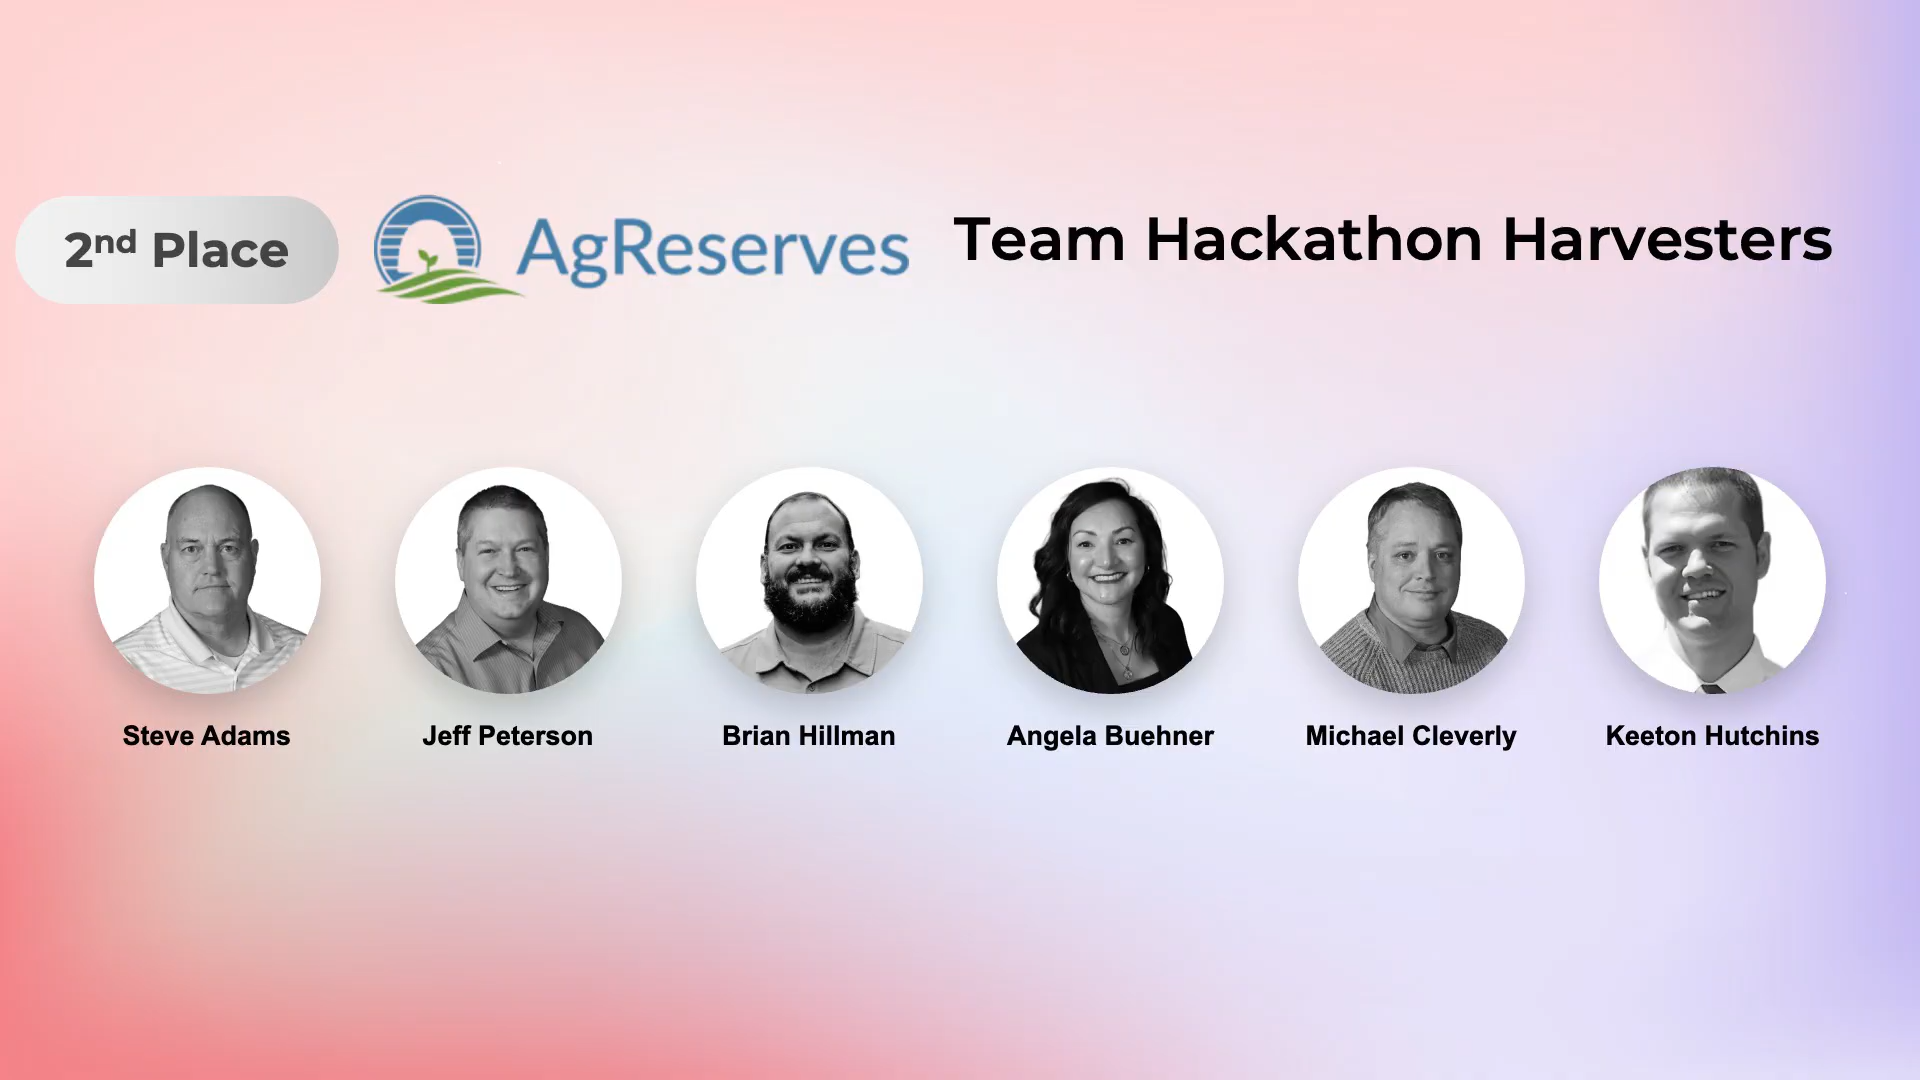 2nd Place
AgReserves
Team Hackathon Harvesters
Steve Adams
Jeff Peterson
Brian Hillman
Angela Buehner
Michael Cleverly
Keeton Hutchins